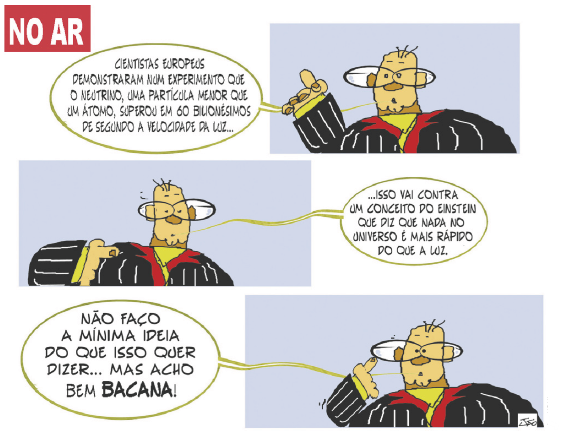 NO AR
CIENTISTAS EUROPEUS
DEMONSTRARAM NUM EXPERIMENTO QUE
O NEUTRINO, UMA PARTÍCULA MENOR QUE
UM ÁTOMO, SUPEROU EM 60 BILIONÉSIMOS
DE SEGUNDO A VELOCIDADE DA LUZ...
...ISSO VAI CONTRA
UM CONCEITO DO EINSTEIN
QUE DIZ QUE NADA NO
UNIVERSO É MAIS RÁPIDO
DO QUE A LUZ.
NÃO FAÇO
A MÍNIMA IDEIA
DO QUE ISSO QUER
DIZER... MAS ACHO
BEM BACANA!